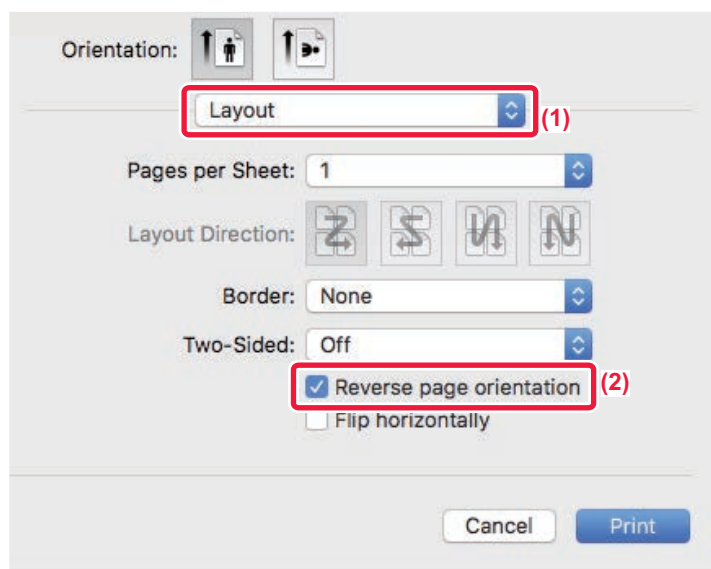 Orientation:
Layout
(1)
Pages per Sheet: 1
Layout Direction:
Border: None
Two-Sided: Off
Reverse page orientation
(2)
Flip horizontally
Cancel Print